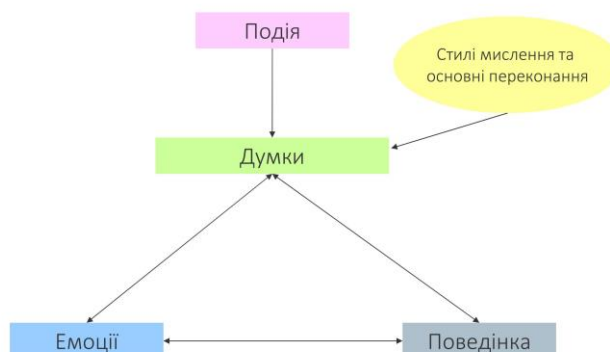 Подія
Стилі мислення та
основні переконання
Думки
Емоції
Поведінка